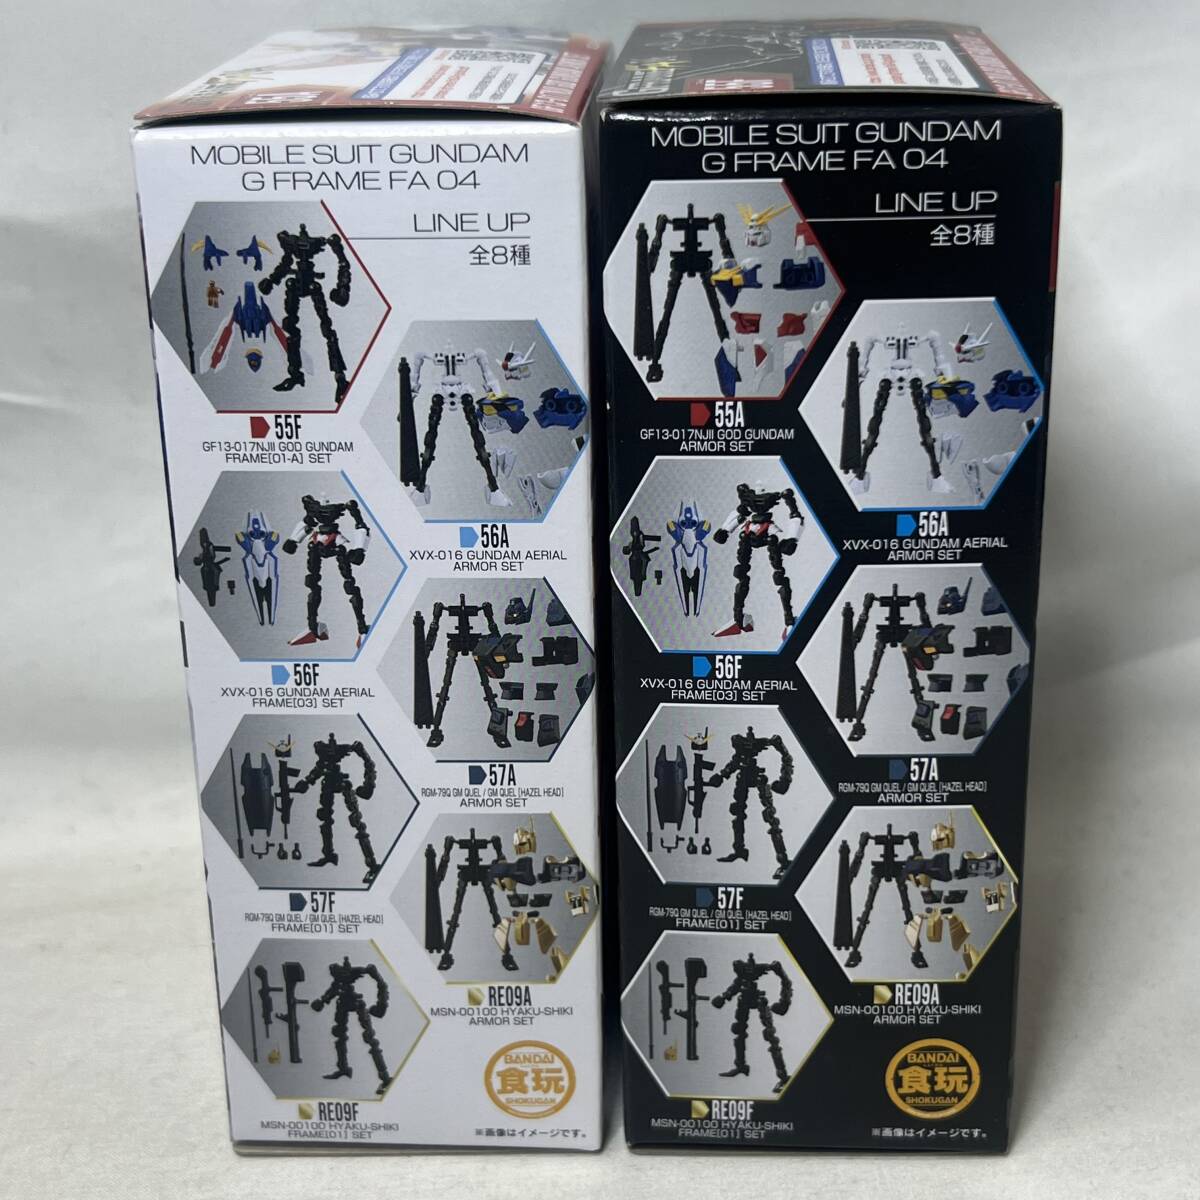 MOBILE SUIT GUNDAM
G FRAME FA 04
LINE UP
全8種
55F
GF13-017NJII GOD GUNDAM
FRAME[01-A] SET
56A
XVX-016 GUNDAM AERIAL
ARMOR SET
56F
XVX-016 GUNDAM AERIAL
FRAME[03] SET
57A
RGM-79Q GM QUEL / GM QUEL [HAZEL HEAD]
ARMOR SET
57F
RGM-79Q GM QUEL / GM QUEL [HAZEL HEAD]
FRAME[01] SET
RE09A
MSN-00100 HYAKU-SHIKI
ARMOR SET
RE09F
MSN-00100 HYAKU-SHIKI
FRAME[01] SET
BANDAI
食玩
SHOKUGAN
※画像はイメージです。
MOBILE SUIT GUNDAM
G FRAME FA 04
LINE UP
全8種
55A
GF13-017NJII GOD GUNDAM
ARMOR SET
56A
XVX-016 GUNDAM AERIAL
ARMOR SET
56F
XVX-016 GUNDAM AERIAL
FRAME[03] SET
57A
RGM-79Q GM QUEL / GM QUEL [HAZEL HEAD]
ARMOR SET
57F
RGM-79Q GM QUEL / GM QUEL [HAZEL HEAD]
FRAME[01] SET
RE09A
MSN-00100 HYAKU-SHIKI
ARMOR SET
RE09F
MSN-00100 HYAKU-SHIKI
FRAME[01] SET
BANDAI
食玩
SHOKUGAN
※画像はイメージです。